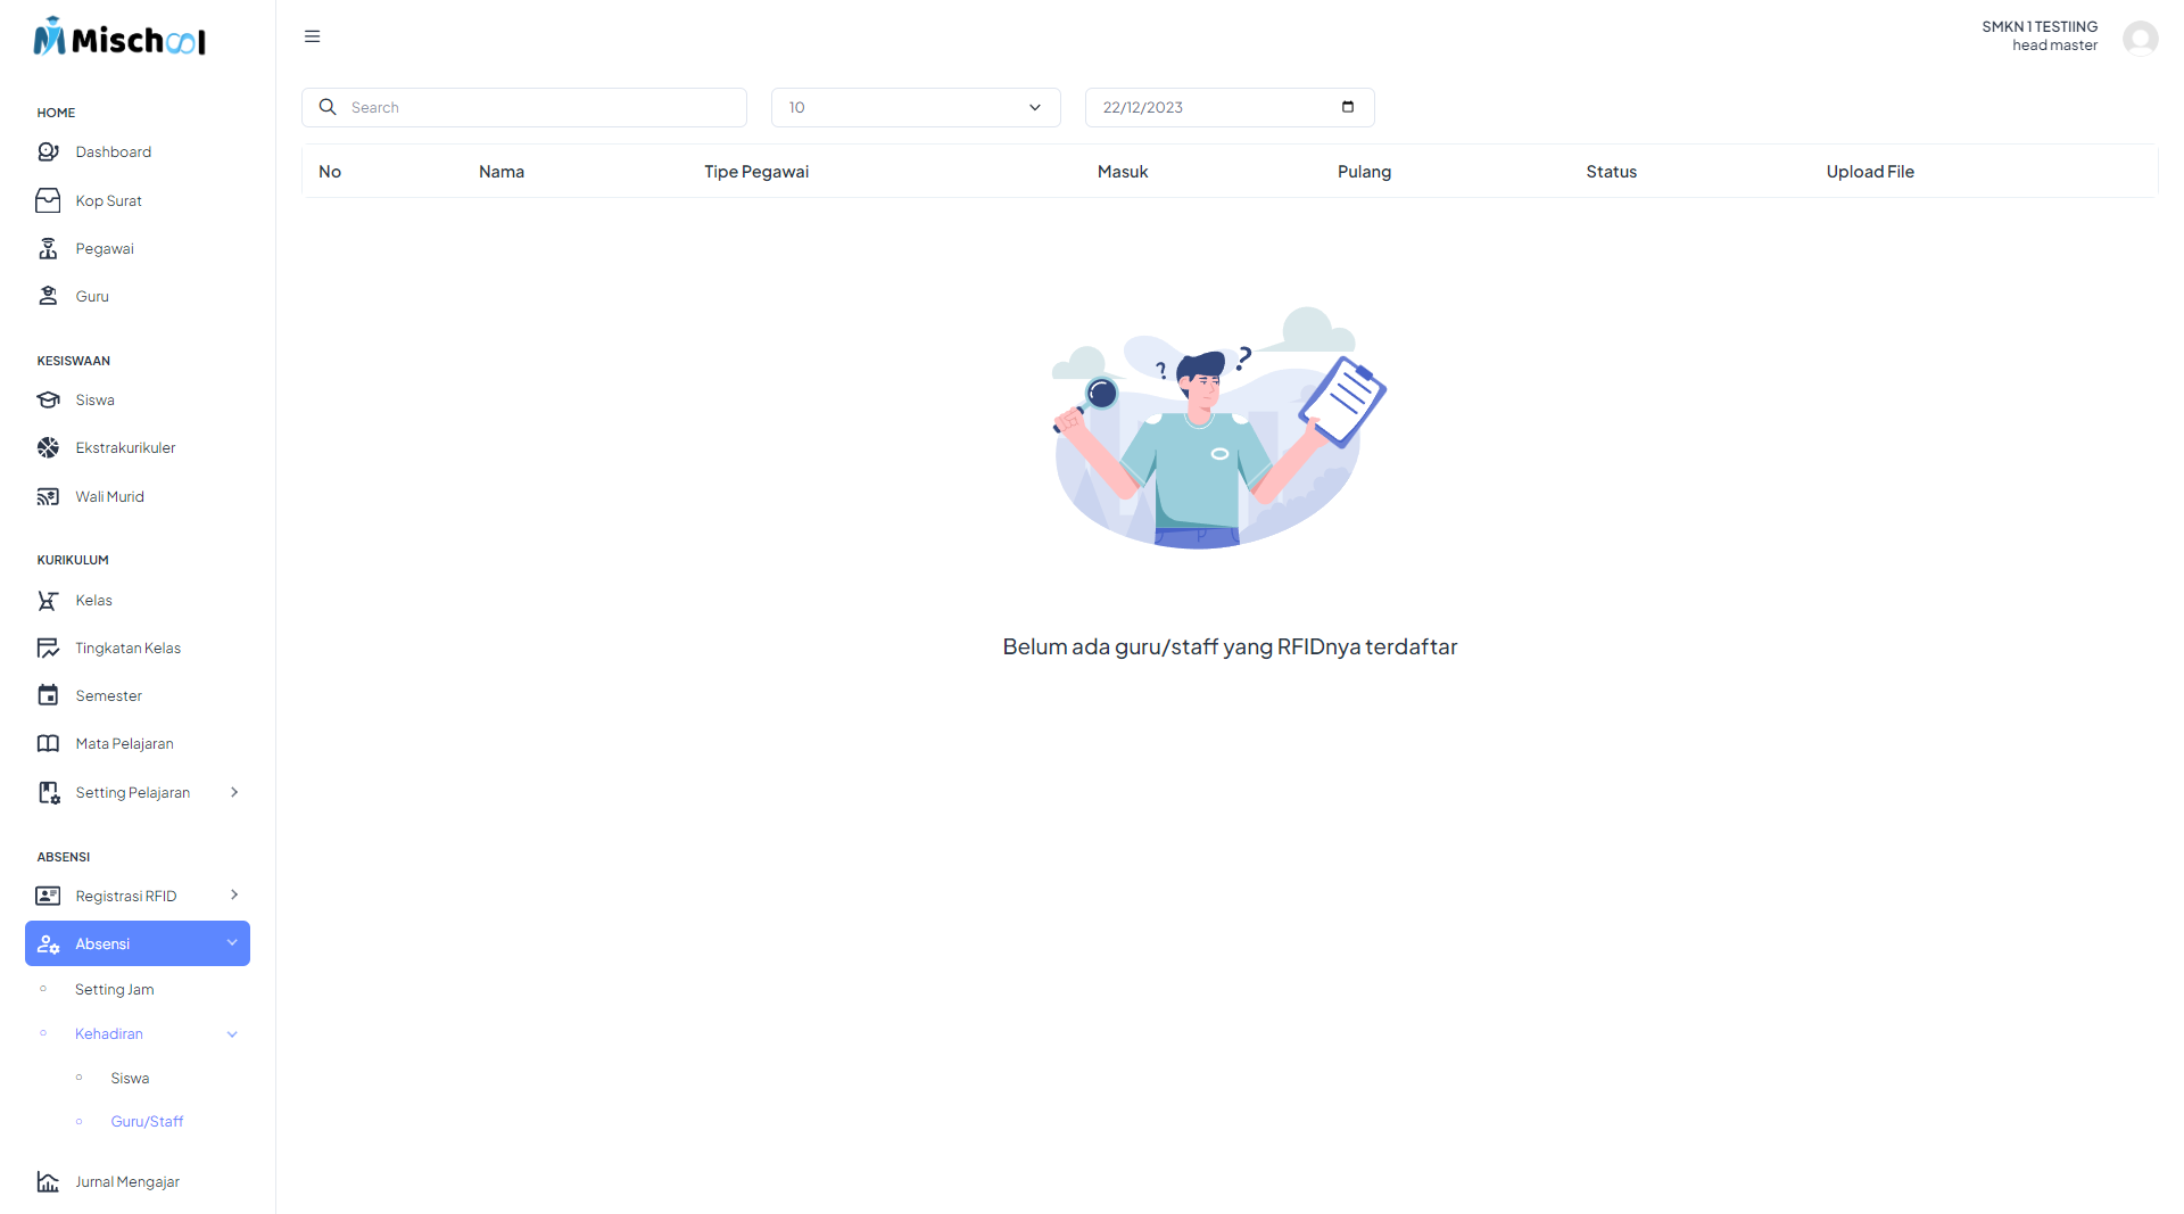 Mischool
SMKN 1 TESTIING
head master
Search
10
22/12/2023
HOME
Dashboard
Kop Surat
Pegawai
Guru
KESISWAAN
Siswa
Ekstrakurikuler
Wali Murid
KURIKULUM
Kelas
Tingkatan Kelas
Semester
Mata Pelajaran
Setting Pelajaran
ABSENSI
Registrasi RFID
Absensi
Setting Jam
Kehadiran
Siswa
Guru/Staff
Jurnal Mengajar
No Nama Tipe Pegawai Masuk Pulang Status Upload File
? ?
Belum ada guru/staff yang RFIDnya terdaftar